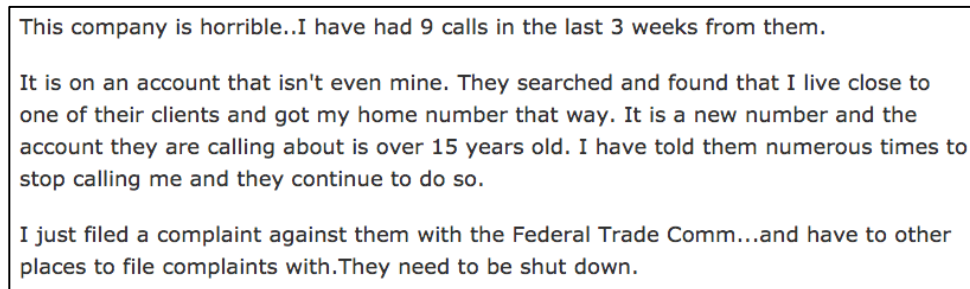 This company is horrible..I have had 9 calls in the last 3 weeks from them.
It is on an account that isn't even mine. They searched and found that I live close to
one of their clients and got my home number that way. It is a new number and the
account they are calling about is over 15 years old. I have told them numerous times to
stop calling me and they continue to do so.
I just filed a complaint against them with the Federal Trade Comm...and have to other
places to file complaints with.They need to be shut down.